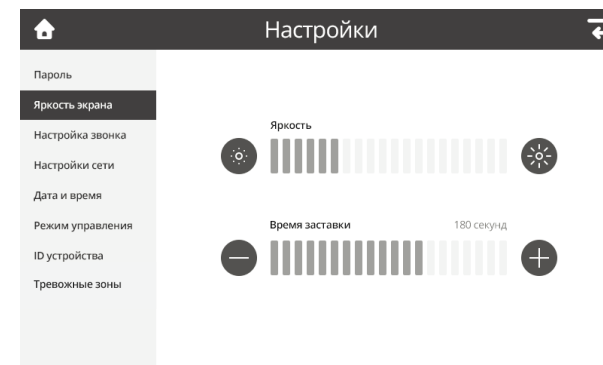 Настройки
Пароль
Яркость экрана
Настройка звонка
Настройки сети
Дата и время
Режим управления
ID устройства
Тревожные зоны
Яркость
Время заставки 180 секунд